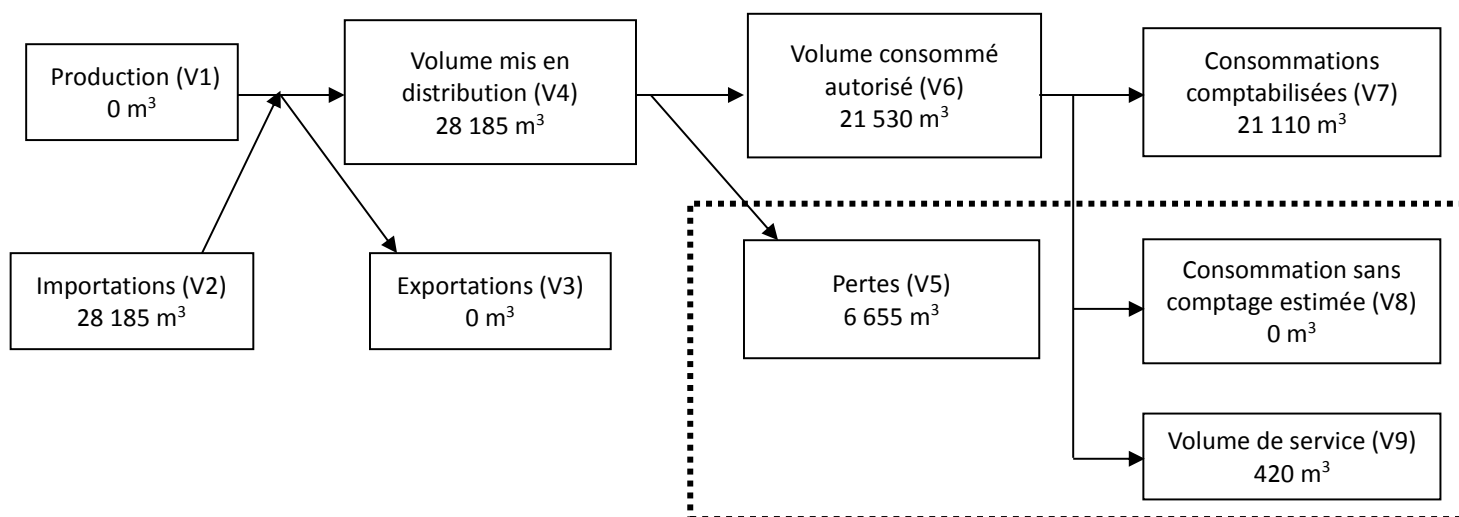 Production (V1)
0 m³
Volume mis en
distribution (V4)
28 185 m³
Volume consommé
autorisé (V6)
21 530 m³
Consommations
comptabilisées (V7)
21 110 m³
Importations (V2)
28 185 m³
Exportations (V3)
0 m³
Pertes (V5)
6 655 m³
Consommation sans
comptage estimée (V8)
0 m³
Volume de service (V9)
420 m³